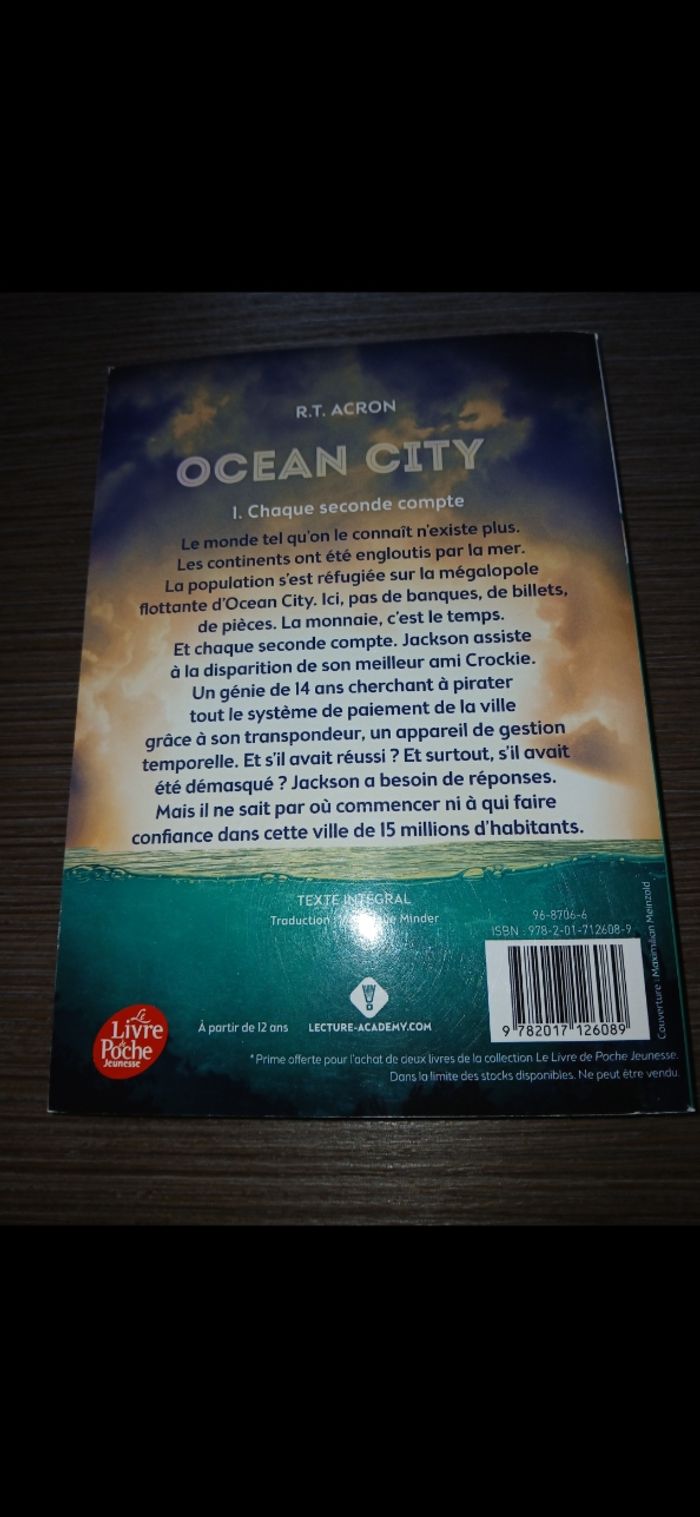 R.T. ACRON
OCEAN CITY
1. Chaque seconde compte
Le monde tel qu'on le connaît n'existe plus.
Les continents ont été engloutis par la mer.
La population s'est réfugiée sur la mégalopole
flottante d'Ocean City. Ici, pas de banques, de billets,
de pièces. La monnaie, c'est le temps.
Et chaque seconde compte. Jackson assiste
à la disparition de son meilleur ami Crockie.
Un génie de 14 ans cherchant à pirater
tout le système de paiement de la ville
grâce à son transpondeur, un appareil de gestion
temporelle. Et s'il avait réussi ? Et surtout, s'il avait
été démasqué ? Jackson a besoin de réponses.
Mais il ne sait par où commencer ni à qui faire
confiance dans cette ville de 15 millions d'habitants.
TEXTE INTÉGRAL
Traduction : Minder
96-8706-6
ISBN : 978-2-01-712608-9
Couverture : Maximilian Meinzold
9 782017 126089
Le
Livre
de
Poche
Jeunesse
À partir de 12 ans
LECTURE-ACADEMY.COM
*Prime offerte pour l'achat de deux livres de la collection Le Livre de Poche Jeunesse.
Dans la limite des stocks disponibles. Ne peut être vendu.